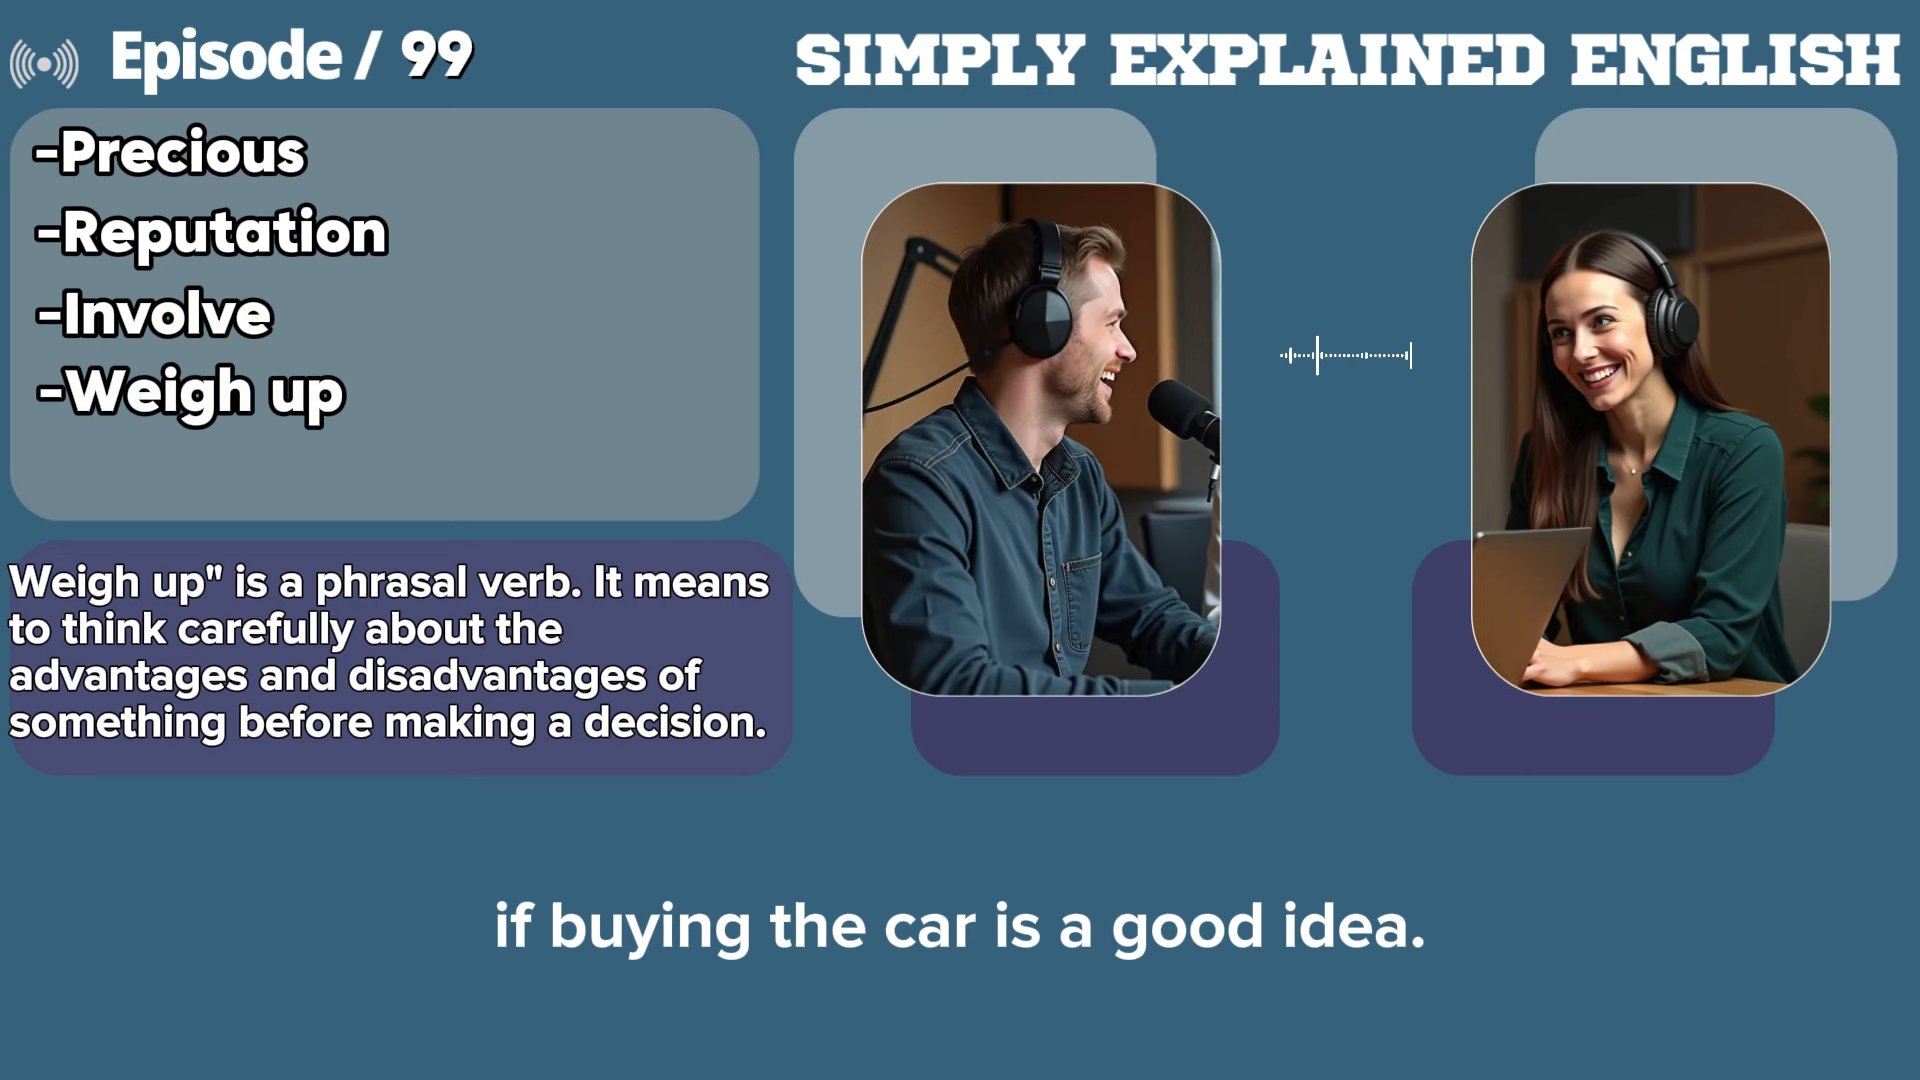 Episode / 99
SIMPLY EXPLAINED ENGLISH
-Precious
-Reputation
-Involve
-Weigh up
Weigh up" is a phrasal verb. It means
to think carefully about the
advantages and disadvantages of
something before making a decision.
if buying the car is a good idea.